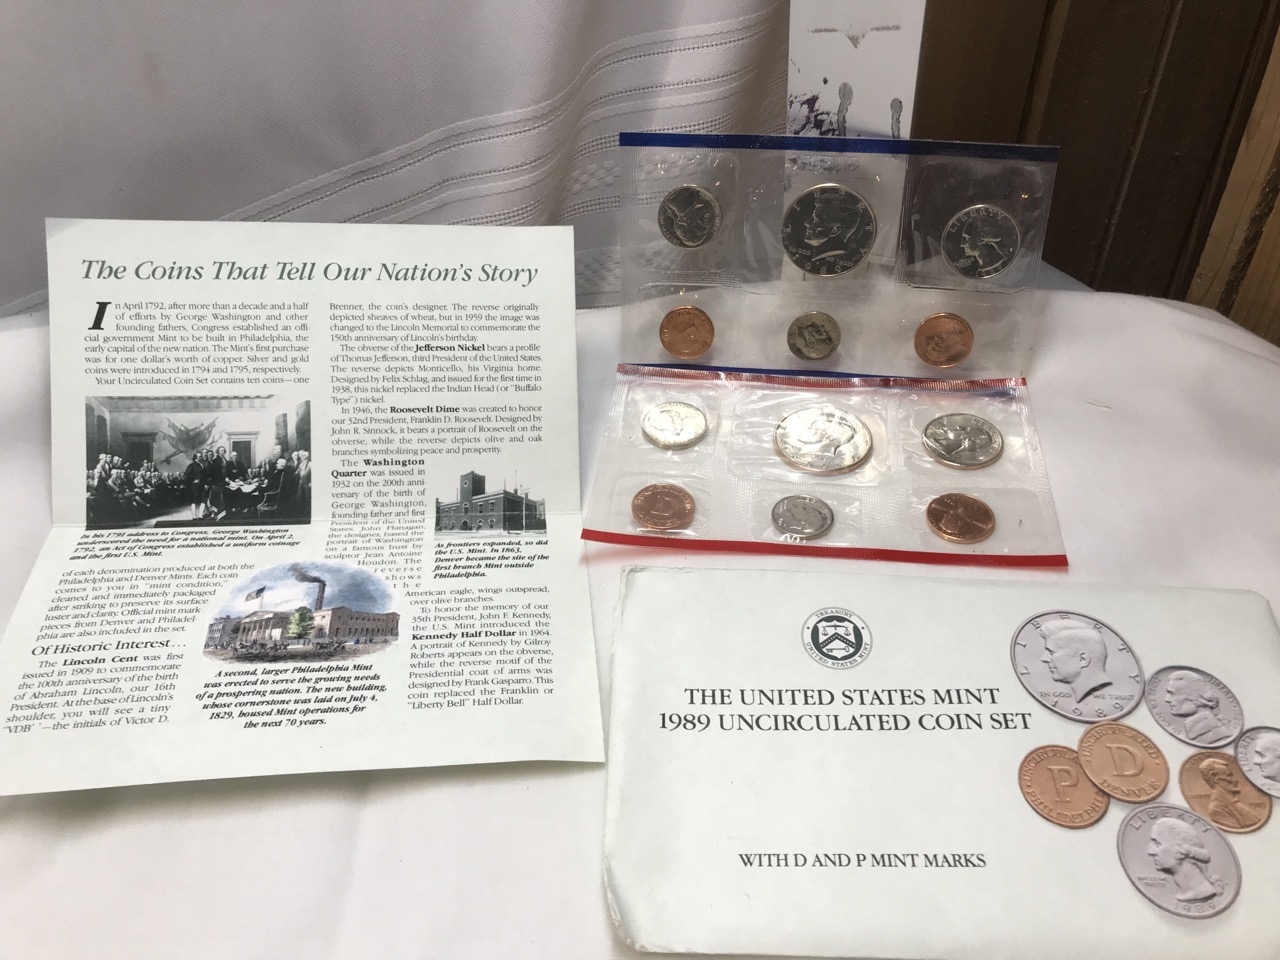 The Coins That Tell Our Nation's Story
In April 1792, after more than a decade and a half
of efforts by George Washington and other
founding fathers, Congress established an offi-
cial government Mint to be built in Philadelphia, the
early capital of the new nation. The Mint's first purchase
was for one dollar's worth of copper. Silver and gold
coins were introduced in 1794 and 1795, respectively.
Your Uncirculated Coin Set contains ten coins—one
In his 1791 address to Congress, George Washington
underscored the need for a national mint. On April 2,
1792, an Act of Congress established a uniform coinage
and the first U.S. Mint.
of each denomination produced at both the
Philadelphia and Denver Mints. Each coin
comes to you in "mint condition,"
cleaned and immediately packaged
after striking to preserve its surface
luster and clarity. Official mint mark
pieces from Denver and Philadel-
phia are also included in the set.
Of Historic Interest...
The Lincoln Cent was first
issued in 1909 to commemorate
the 100th anniversary of the birth
of Abraham Lincoln, our 16th
President. At the base of Lincoln's
shoulder, you will see a tiny
"VDB"—the initials of Victor D.
Brenner, the coin's designer. The reverse originally
depicted sheaves of wheat, but in 1959 the image was
changed to the Lincoln Memorial to commemorate the
150th anniversary of Lincoln's birthday.
The obverse of the Jefferson Nickel bears a profile
of Thomas Jefferson, third President of the United States.
The reverse depicts Monticello, his Virginia home.
Designed by Felix Schlag, and issued for the first time in
1938, this nickel replaced the Indian Head (or "Buffalo
Type") nickel.
In 1946, the Roosevelt Dime was created to honor
our 32nd President, Franklin D. Roosevelt. Designed by
John R. Sinnock, it bears a portrait of Roosevelt on the
obverse, while the reverse depicts olive and oak
branches symbolizing peace and prosperity.
The Washington
Quarter was issued in
1932 on the 200th anni-
versary of the birth of
George Washington,
founding father and first
President of the United
States. John Flanagan,
the designer, based the
portrait of Washington
on a famous bust by
sculptor Jean Antoine
Houdon. The
reverse
shows
the
American eagle, wings outspread,
over olive branches.
To honor the memory of our
35th President, John F. Kennedy,
the U.S. Mint introduced the
Kennedy Half Dollar in 1964.
A portrait of Kennedy by Gilroy
Roberts appears on the obverse,
while the reverse motif of the
Presidential coat of arms was
designed by Frank Gasparro. This
coin replaced the Franklin or
"Liberty Bell" Half Dollar.
As frontiers expanded, so did
the U.S. Mint. In 1863,
Denver became the site of the
first branch Mint outside
Philadelphia.
A second, larger Philadelphia Mint
was erected to serve the growing needs
of a prospering nation. The new building,
whose cornerstone was laid on July 4,
1829, housed Mint operations for
the next 70 years.
IN GOD WE TRUST
1989
LIBERTY
D
TREASURY
UNITED STATES MINT
THE UNITED STATES MINT
1989 UNCIRCULATED COIN SET
WITH D AND P MINT MARKS
LIBERTY
IN GOD WE TRUST
1989
P
PHILADELPHIA
UNCIRCULATED
D
DENVER
LIBERTY
1989